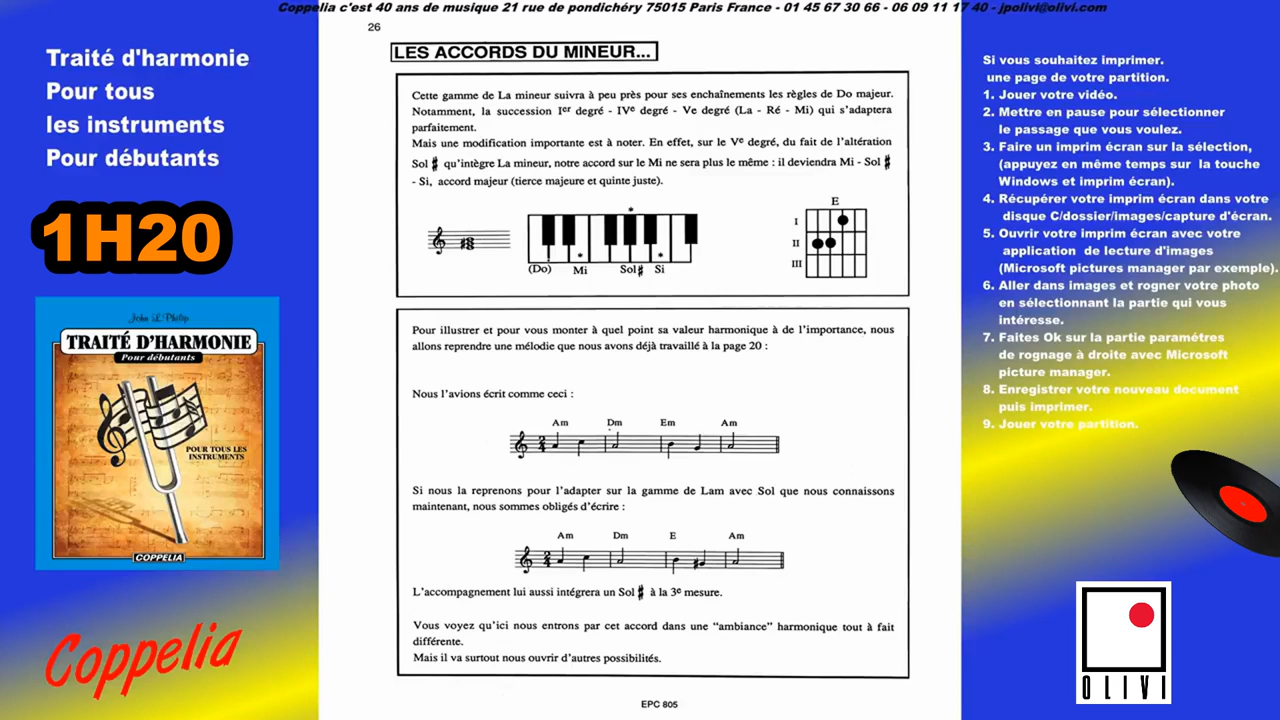 Coppelia c'est 40 ans de musique 21 rue de pondichéry 75015 Paris France - 01 45 67 30 66 - 06 09 11 17 40 - jpolivi@olivi.com
Traité d'harmonie
Pour tous
les instruments
Pour débutants
1H20
John L. Philip
TRAITÉ D'HARMONIE
Pour débutants
POUR TOUS LES
INSTRUMENTS
COPPELIA
Coppelia
26
LES ACCORDS DU MINEUR...
Cette gamme de La mineur suivra à peu près pour ses enchaînements les règles de Do majeur.
Notamment, la succession Ier degré - IVe degré - Ve degré (La - Ré - Mi) qui s'adaptera
parfaitement.
Mais une modification importante est à noter. En effet, sur le Ve degré, du fait de l'altération
Sol # qu'intègre La mineur, notre accord sur le Mi ne sera plus le même : il deviendra Mi - Sol #
- Si, accord majeur (tierce majeure et quinte juste).
(Do) Mi Sol# Si
E
I
II
III
Pour illustrer et pour vous monter à quel point sa valeur harmonique à de l'importance, nous
allons reprendre une mélodie que nous avons déjà travaillé à la page 20 :
Nous l'avions écrit comme ceci :
Am Dm Em Am
2
4
Si nous la reprenons pour l'adapter sur la gamme de Lam avec Sol que nous connaissons
maintenant, nous sommes obligés d'écrire :
Am Dm E Am
2
4
L'accompagnement lui aussi intégrera un Sol # à la 3e mesure.
Vous voyez qu'ici nous entrons par cet accord dans une “ambiance” harmonique tout à fait
différente.
Mais il va surtout nous ouvrir d'autres possibilités.
EPC 805
Si vous souhaitez imprimer.
une page de votre partition.
1. Jouer votre vidéo.
2. Mettre en pause pour sélectionner
le passage que vous voulez.
3. Faire un imprim écran sur la sélection,
(appuyez en même temps sur la touche
Windows et imprim écran).
4. Récupérer votre imprim écran dans votre
disque C/dossier/images/capture d'écran.
5. Ouvrir votre imprim écran avec votre
application de lecture d'images
(Microsoft pictures manager par exemple).
6. Aller dans images et rogner votre photo
en sélectionnant la partie qui vous
intéresse.
7. Faites Ok sur la partie paramétres
de rognage à droite avec Microsoft
picture manager.
8. Enregistrer votre nouveau document
puis imprimer.
9. Jouer votre partition.
OLIVI